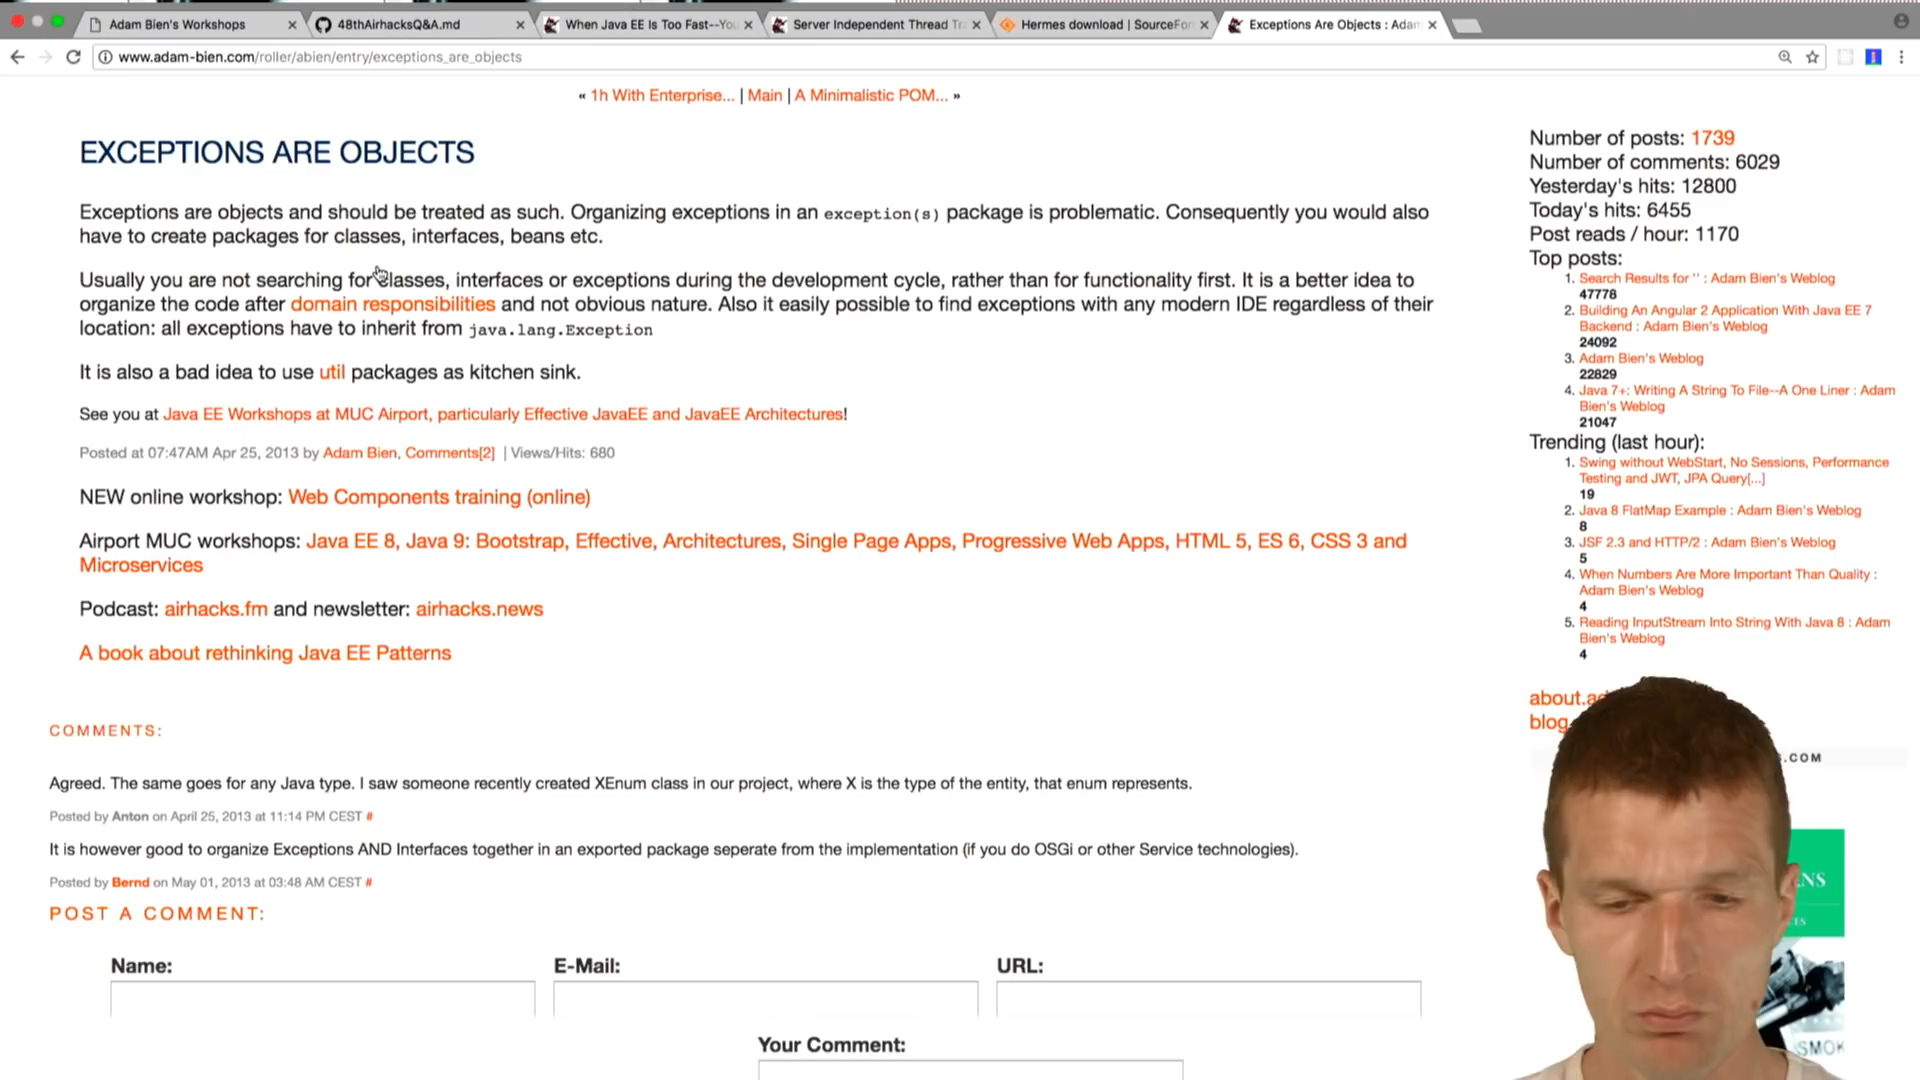 Adam Bien's Workshops
48thAirhacksQ&A.md
When Java EE Is Too Fast--You
Server Independent Thread Tr
Hermes download | SourceFor
Exceptions Are Objects : Adam
www.adam-bien.com/roller/abien/entry/exceptions_are_objects
« 1h With Enterprise... | Main | A Minimalistic POM... »
EXCEPTIONS ARE OBJECTS
Exceptions are objects and should be treated as such. Organizing exceptions in an exception(s) package is problematic. Consequently you would also
have to create packages for classes, interfaces, beans etc.
Usually you are not searching for classes, interfaces or exceptions during the development cycle, rather than for functionality first. It is a better idea to
organize the code after domain responsibilities and not obvious nature. Also it easily possible to find exceptions with any modern IDE regardless of their
location: all exceptions have to inherit from java.lang.Exception
It is also a bad idea to use util packages as kitchen sink.
See you at Java EE Workshops at MUC Airport, particularly Effective JavaEE and JavaEE Architectures!
Posted at 07:47AM Apr 25, 2013 by Adam Bien, Comments[2] | Views/Hits: 680
NEW online workshop: Web Components training (online)
Airport MUC workshops: Java EE 8, Java 9: Bootstrap, Effective, Architectures, Single Page Apps, Progressive Web Apps, HTML 5, ES 6, CSS 3 and
Microservices
Podcast: airhacks.fm and newsletter: airhacks.news
A book about rethinking Java EE Patterns
COMMENTS:
Agreed. The same goes for any Java type. I saw someone recently created XEnum class in our project, where X is the type of the entity, that enum represents.
Posted by Anton on April 25, 2013 at 11:14 PM CEST #
It is however good to organize Exceptions AND Interfaces together in an exported package seperate from the implementation (if you do OSGi or other Service technologies).
Posted by Bernd on May 01, 2013 at 03:48 AM CEST #
POST A COMMENT:
Name:
E-Mail:
URL:
Your Comment:
Number of posts: 1739
Number of comments: 6029
Yesterday's hits: 12800
Today's hits: 6455
Post reads / hour: 1170
Top posts:
1. Search Results for '' : Adam Bien's Weblog
47778
2. Building An Angular 2 Application With Java EE 7
Backend : Adam Bien's Weblog
24092
3. Adam Bien's Weblog
22829
4. Java 7+: Writing A String To File--A One Liner : Adam
Bien's Weblog
21047
Trending (last hour):
1. Swing without WebStart, No Sessions, Performance
Testing and JWT, JPA Query[...]
19
2. Java 8 FlatMap Example : Adam Bien's Weblog
8
3. JSF 2.3 and HTTP/2 : Adam Bien's Weblog
5
4. When Numbers Are More Important Than Quality :
Adam Bien's Weblog
4
5. Reading InputStream Into String With Java 8 : Adam
Bien's Weblog
4
about.a
blog
.COM
NS
ES
SMOK